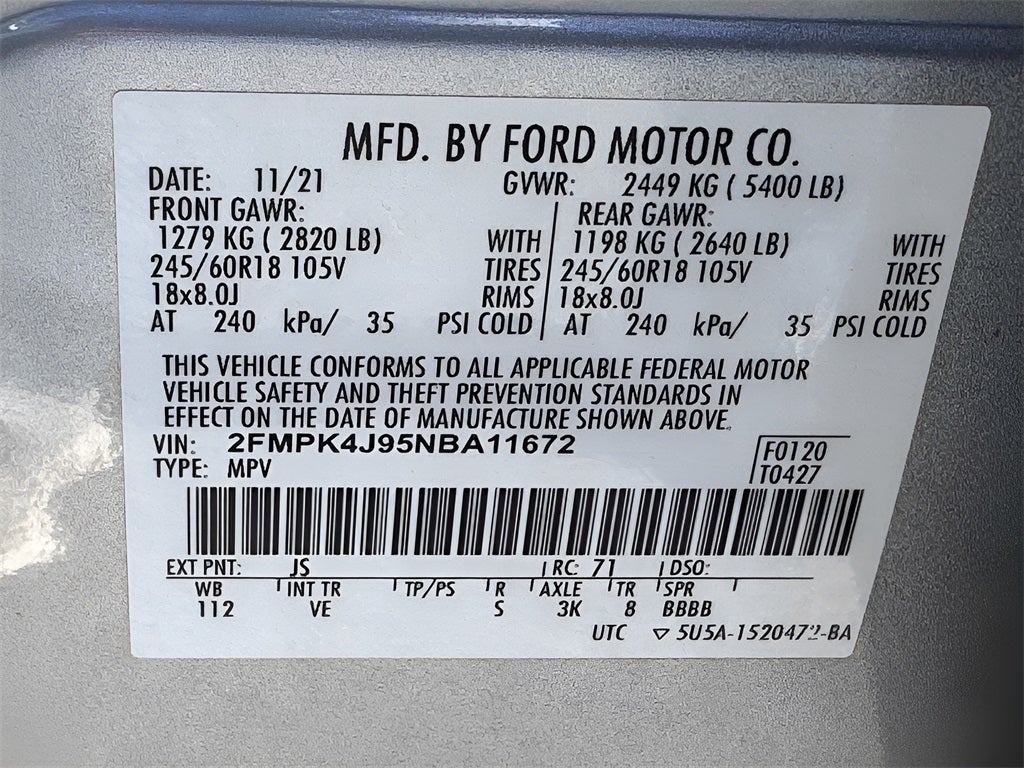 MFD. BY FORD MOTOR CO.
DATE: 11/21 GVWR: 2449 KG ( 5400 LB)
FRONT GAWR: REAR GAWR:
1279 KG ( 2820 LB) WITH 1198 KG ( 2640 LB) WITH
245/60R18 105V TIRES 245/60R18 105V TIRES
18x8.0J RIMS 18x8.0J RIMS
AT 240 kPa/ 35 PSI COLD AT 240 kPa/ 35 PSI COLD
THIS VEHICLE CONFORMS TO ALL APPLICABLE FEDERAL MOTOR
VEHICLE SAFETY AND THEFT PREVENTION STANDARDS IN
EFFECT ON THE DATE OF MANUFACTURE SHOWN ABOVE.
VIN: 2FMPK4J95NBA11672 F0120
TYPE: MPV T0427
EXT PNT: JS RC: 71 DSO:
WB INT TR TP/PS R AXLE TR SPR
112 VE S 3K 8 BBBB
UTC ▽ 5U5A-1520472-BA